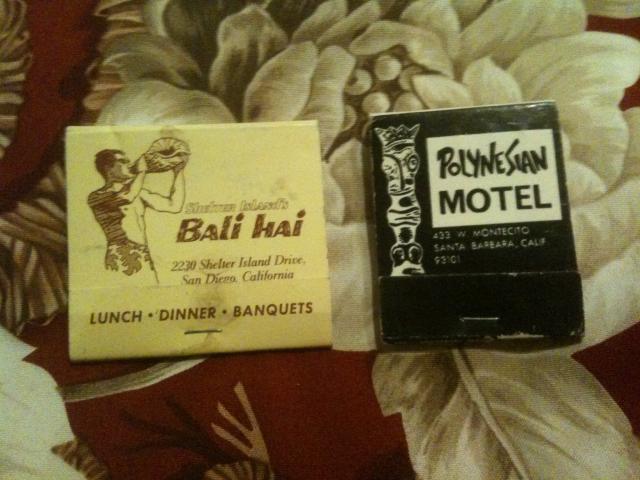 Shelter Island's
Bali Hai
2230 Shelter Island Drive,
San Diego, California
LUNCH • DINNER • BANQUETS
POLYNESIAN
MOTEL
433 W. MONTECITO
SANTA BARBARA, CALIF.
93101